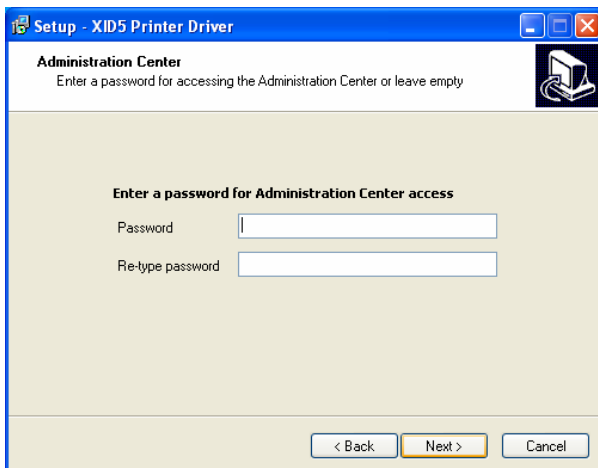 Setup - XID5 Printer Driver
Administration Center
Enter a password for accessing the Administration Center or leave empty
Enter a password for Administration Center access
Password
Re-type password
< Back Next > Cancel